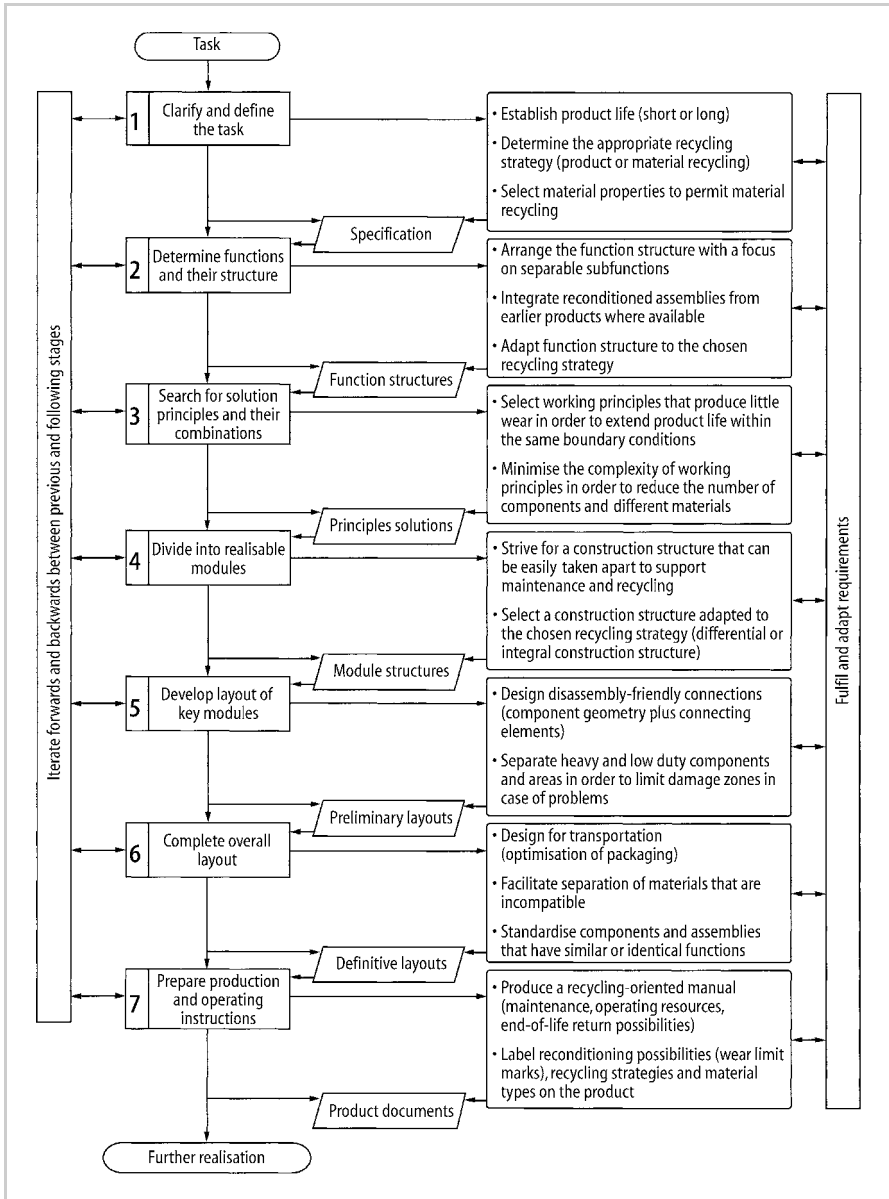 Task
1
Clarify and define
the task
• Establish product life (short or long)
• Determine the appropriate recycling
strategy (product or material recycling)
• Select material properties to permit material
recycling
Specification
2
Determine functions
and their structure
• Arrange the function structure with a focus
on separable subfunctions
• Integrate reconditioned assemblies from
earlier products where available
• Adapt function structure to the chosen
recycling strategy
Function structures
3
Search for solution
principles and their
combinations
• Select working principles that produce little
wear in order to extend product life within
the same boundary conditions
• Minimise the complexity of working
principles in order to reduce the number of
components and different materials
Principles solutions
4
Divide into realisable
modules
• Strive for a construction structure that can
be easily taken apart to support
maintenance and recycling
• Select a construction structure adapted to
the chosen recycling strategy (differential or
integral construction structure)
Module structures
5
Develop layout of
key modules
• Design disassembly-friendly connections
(component geometry plus connecting
elements)
• Separate heavy and low duty components
and areas in order to limit damage zones in
case of problems
Preliminary layouts
6
Complete overall
layout
• Design for transportation
(optimisation of packaging)
• Facilitate separation of materials that are
incompatible
• Standardise components and assemblies
that have similar or identical functions
Definitive layouts
7
Prepare production
and operating
instructions
• Produce a recycling-oriented manual
(maintenance, operating resources,
end-of-life return possibilities)
• Label reconditioning possibilities (wear limit
marks), recycling strategies and material
types on the product
Product documents
Further realisation
Iterate forwards and backwards between previous and following stages
Fulfil and adapt requirements